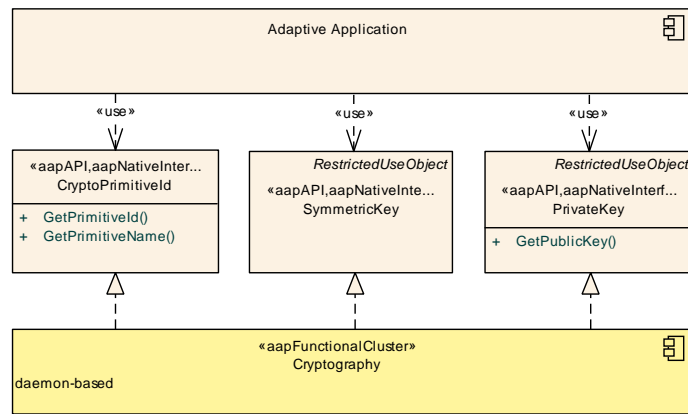 Adaptive Application
«use»
«use»
«use»
«aapAPI,aapNativeInter...
CryptoPrimitiveId
+ GetPrimitiveId()
+ GetPrimitiveName()
RestrictedUseObject
«aapAPI,aapNativeInte...
SymmetricKey
RestrictedUseObject
«aapAPI,aapNativeInterf...
PrivateKey
+ GetPublicKey()
«aapFunctionalCluster»
Cryptography
daemon-based